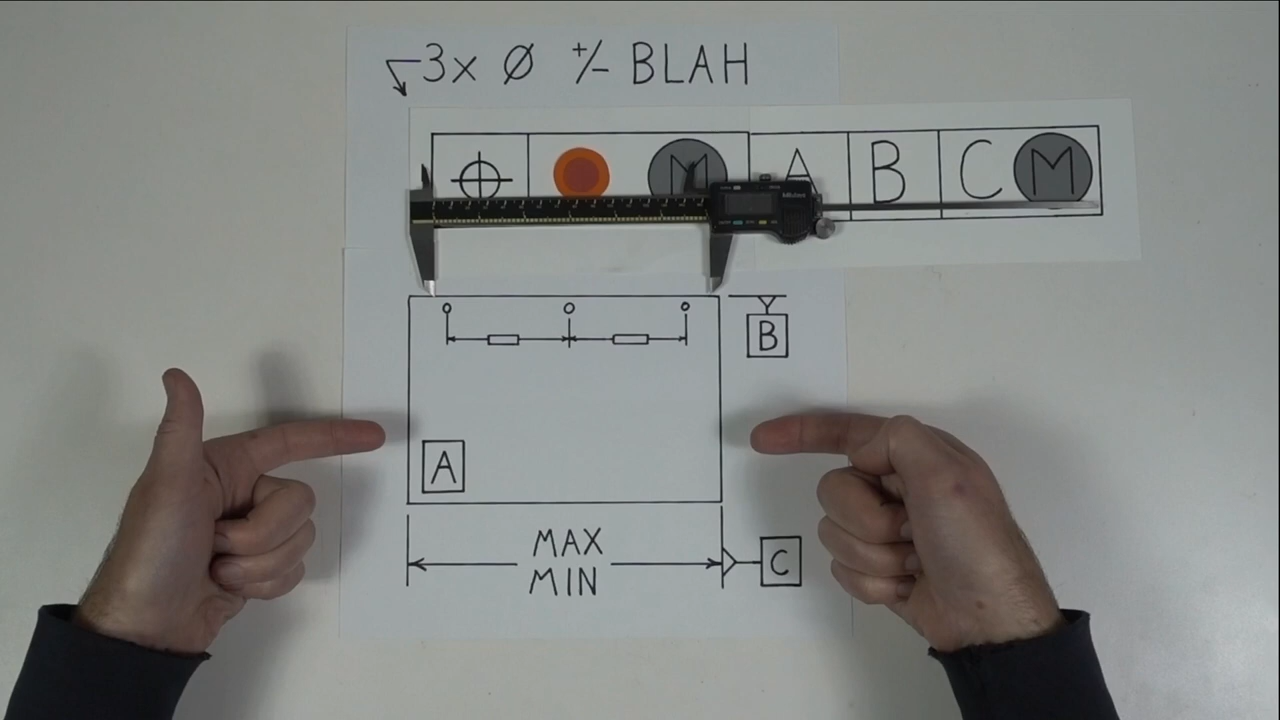 3x Ø +/- BLAH
⌖ Ⓜ A B C Ⓜ
B
A
MAX
MIN
C